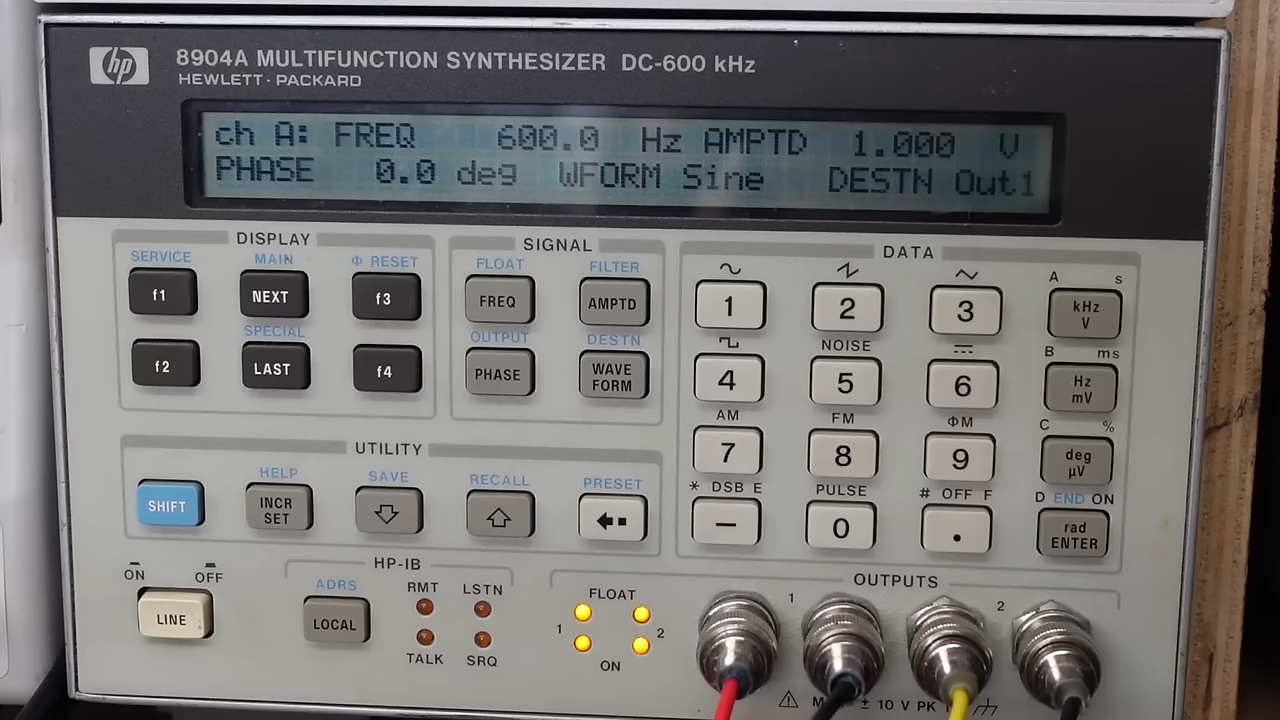 hp
8904A MULTIFUNCTION SYNTHESIZER DC-600 kHz
HEWLETT·PACKARD
ch A: FREQ 600.0 Hz AMPTD 1.000 V
PHASE 0.0 deg WFORM Sine DESTN Out1
DISPLAY
SERVICE MAIN Φ RESET
f1 NEXT f3
SPECIAL
f2 LAST f4
SIGNAL
FLOAT FILTER
FREQ AMPTD
OUTPUT DESTN
PHASE WAVE FORM
DATA
A s
1 2 3 kHz V
NOISE B ms
4 5 6 Hz mV
AM FM ΦM C %
7 8 9 deg µV
* DSB E PULSE # OFF F D END ON
− 0 . rad ENTER
UTILITY
HELP SAVE RECALL PRESET
SHIFT INCR SET
ON OFF
LINE
HP-IB
ADRS RMT LSTN
LOCAL
TALK SRQ
FLOAT
1 2
ON
OUTPUTS
1 2
± 10 V PK